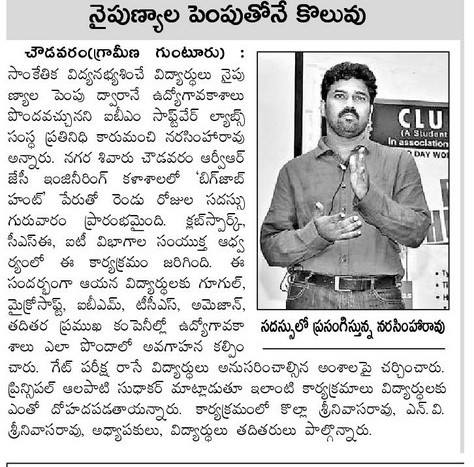 నైపుణ్యాల పెంపుతోనే కొలువు
చౌడవరం(గ్రామీణ గుంటూరు) :
సాంకేతిక విద్యనభ్యశించే విద్యార్థులు నైపు
ణ్యాల పెంపు ద్వారానే ఉద్యోగావకాశాలు
పొందవచ్చునని ఐబీఎం సాఫ్ట్‌వేర్ ల్యాబ్స్
సంస్థ ప్రతినిధి కారుమంచి నరసింహారావు
అన్నారు. నగర శివారు చౌడవరం ఆర్వీఆర్
జేసీ ఇంజినీరింగ్ కళాశాలలో 'బిగ్‌జాబ్
హంట్' పేరుతో రెండు రోజుల సదస్సు
గురువారం ప్రారంభమైంది. క్లబ్‌స్పార్క్,
సీఎస్ఈ, ఐటీ విభాగాల సంయుక్త ఆధ్వ
ర్యంలో ఈ కార్యక్రమం జరిగింది. ఈ
సందర్భంగా ఆయన విద్యార్థులకు గూగుల్,
మైక్రోసాఫ్ట్, ఐబీఎమ్, టీసీఎస్, అమెజాన్,
తదితర ప్రముఖ కంపెనీల్లో ఉద్యోగావకా
శాలు ఎలా పొందాలో అవగాహన కల్పిం
చారు. గేట్ పరీక్ష రాసే విద్యార్థులు అనుసరించాల్సిన అంశాలపై చర్చించారు.
ప్రిన్సిపల్ ఆలపాటి సుధాకర్ మాట్లాడుతూ ఇలాంటి కార్యక్రమాలు విద్యార్థులకు
ఎంతో దోహదపడతాయన్నారు. కార్యక్రమంలో కొల్లా శ్రీనివాసరావు, ఎన్.వి.
శ్రీనివాసరావు, అధ్యాపకులు, విద్యార్థులు తదితరులు పాల్గొన్నారు.
CLU
(A Student
In association
DAY WO
సదస్సులో ప్రసంగిస్తున్న నరసింహారావు